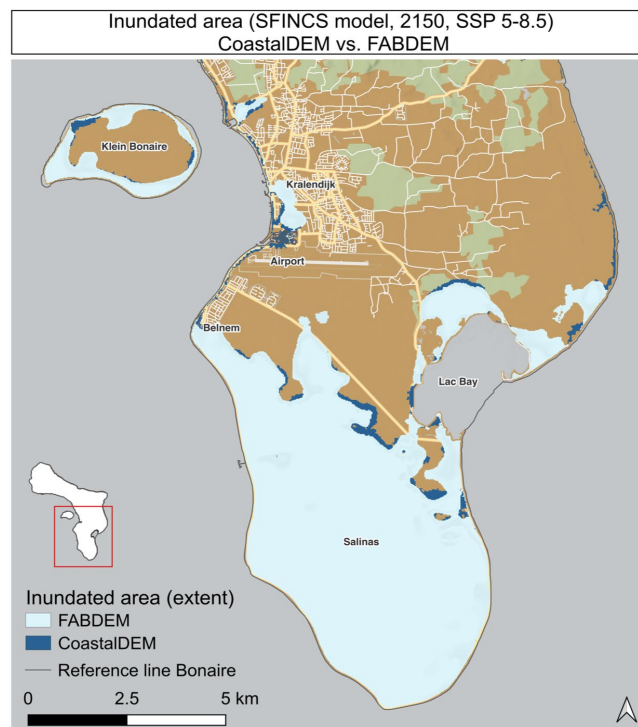 Inundated area (SFINCS model, 2150, SSP 5-8.5)
CoastalDEM vs. FABDEM
Klein Bonaire
Kralendijk
Airport
Belnem
Lac Bay
Salinas
Inundated area (extent)
FABDEM
CoastalDEM
Reference line Bonaire
0 2.5 5 km